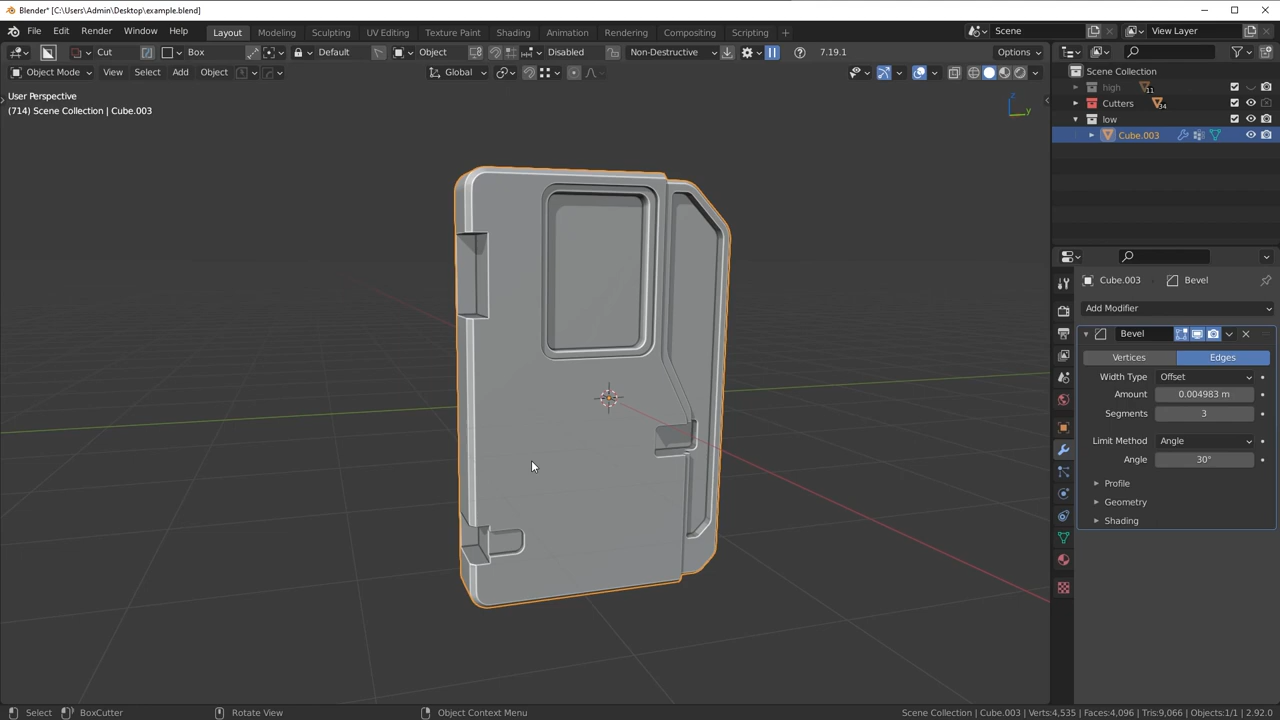 Blender* [C:\Users\Admin\Desktop\example.blend]
File Edit Render Window Help Layout Modeling Sculpting UV Editing Texture Paint Shading Animation Rendering Compositing Scripting + Scene View Layer
Cut Box Default Object Disabled Non-Destructive 7.19.1 Options
Object Mode View Select Add Object Global
User Perspective
(714) Scene Collection | Cube.003
Z
Y
Scene Collection
high 11
Cutters 34
low
Cube.003
Cube.003 › Bevel
Add Modifier
Bevel
Vertices Edges
Width Type Offset
Amount 0.004983 m
Segments 3
Limit Method Angle
Angle 30°
Profile
Geometry
Shading
Select BoxCutter Rotate View Object Context Menu Scene Collection | Cube.003 | Verts:4,535 | Faces:4,096 | Tris:9,066 | Objects:1/1 | 2.92.0